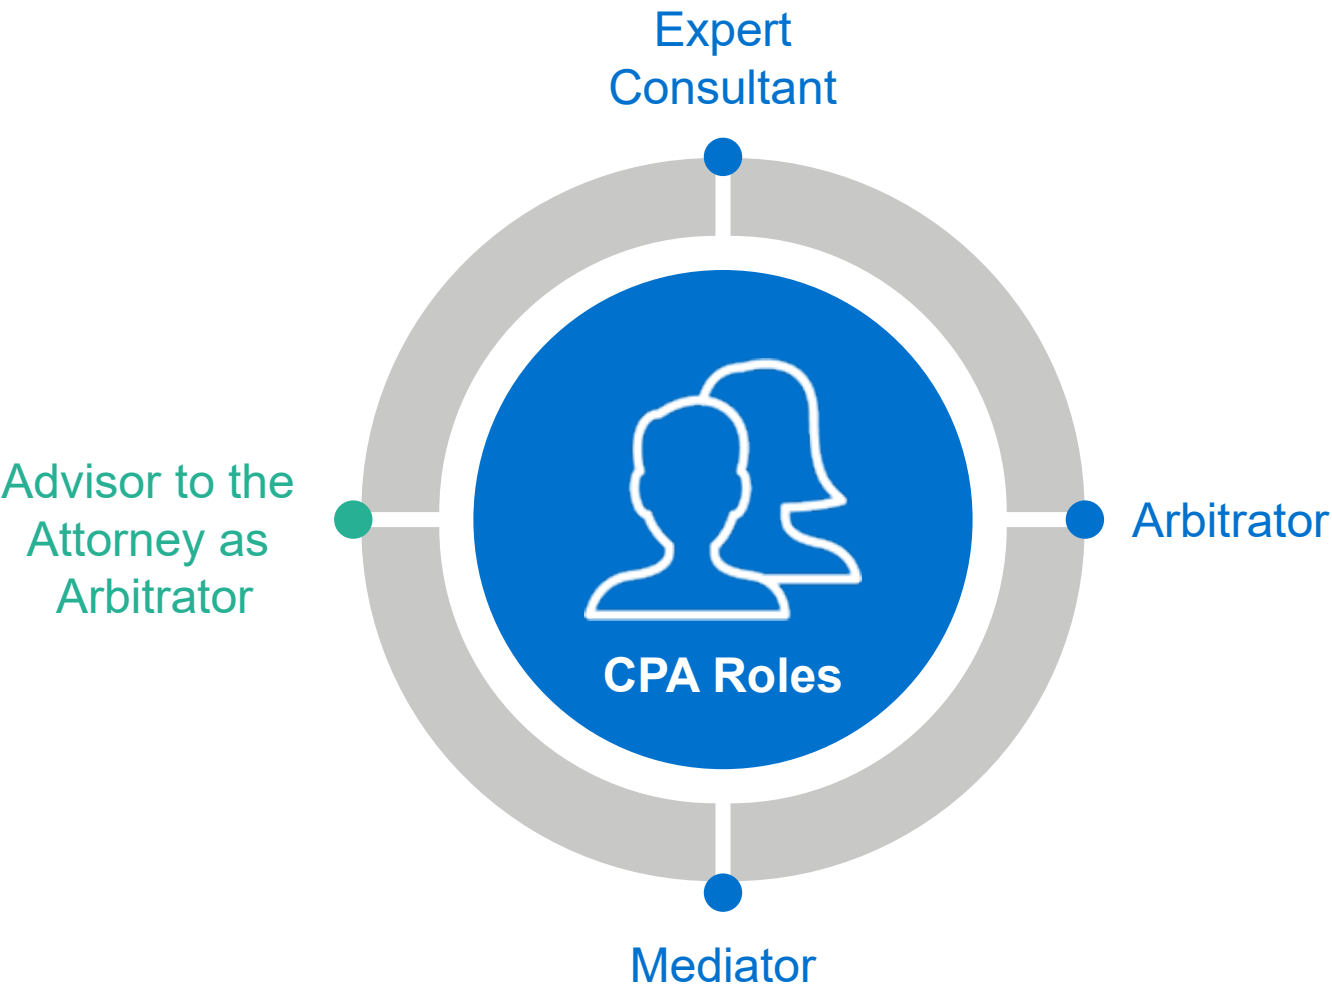 Expert
Consultant
Advisor to the
Attorney as
Arbitrator
Arbitrator
CPA Roles
Mediator